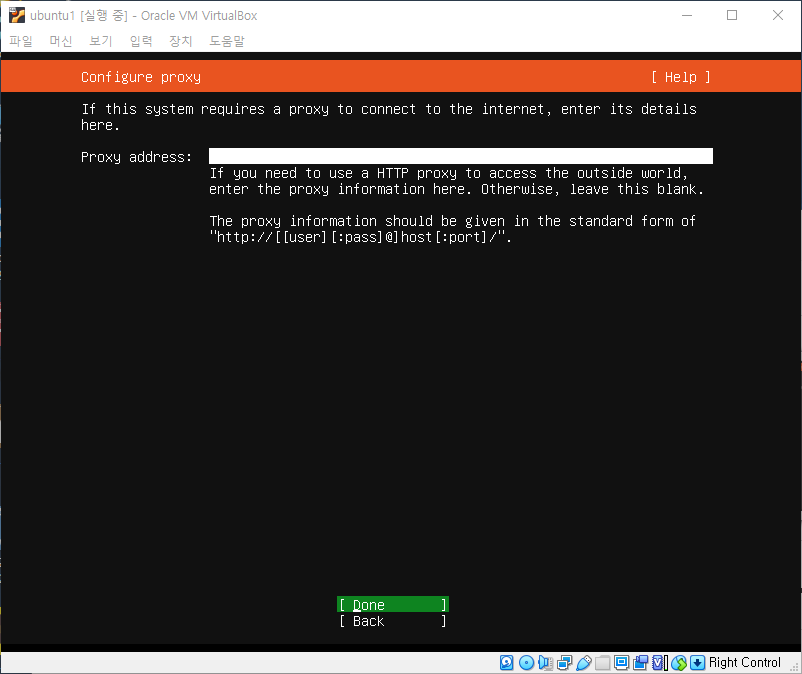 ubuntu1 [실행 중] - Oracle VM VirtualBox
파일 머신 보기 입력 장치 도움말
Configure proxy [ Help ]
If this system requires a proxy to connect to the internet, enter its details
here.
Proxy address:
If you need to use a HTTP proxy to access the outside world,
enter the proxy information here. Otherwise, leave this blank.
The proxy information should be given in the standard form of
"http://[[user][:pass]@]host[:port]/".
[ Done ]
[ Back ]
Right Control